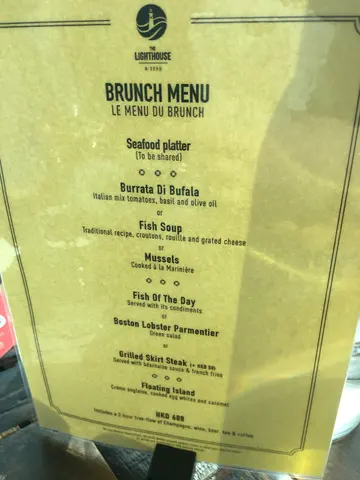 THE
LIGHTHOUSE
BRUNCH MENU
LE MENU DU BRUNCH
Seafood platter
(To be shared)
Burrata Di Bufala
Italian mix tomatoes, basil and olive oil
or
Fish Soup
Traditional recipe, croutons, rouille and grated cheese
or
Mussels
Cooked à la Marinière
Fish Of The Day
Served with its condiments
or
Boston Lobster Parmentier
Green salad
or
Grilled Skirt Steak (+ HKD
Served with béarnaise sauce & french fries
Floating Island
Crème anglaise, cooked egg whites and caramel
HKD 688
Includes a 2-hour free-flow of Champagne, wine, beer, tea & coffee